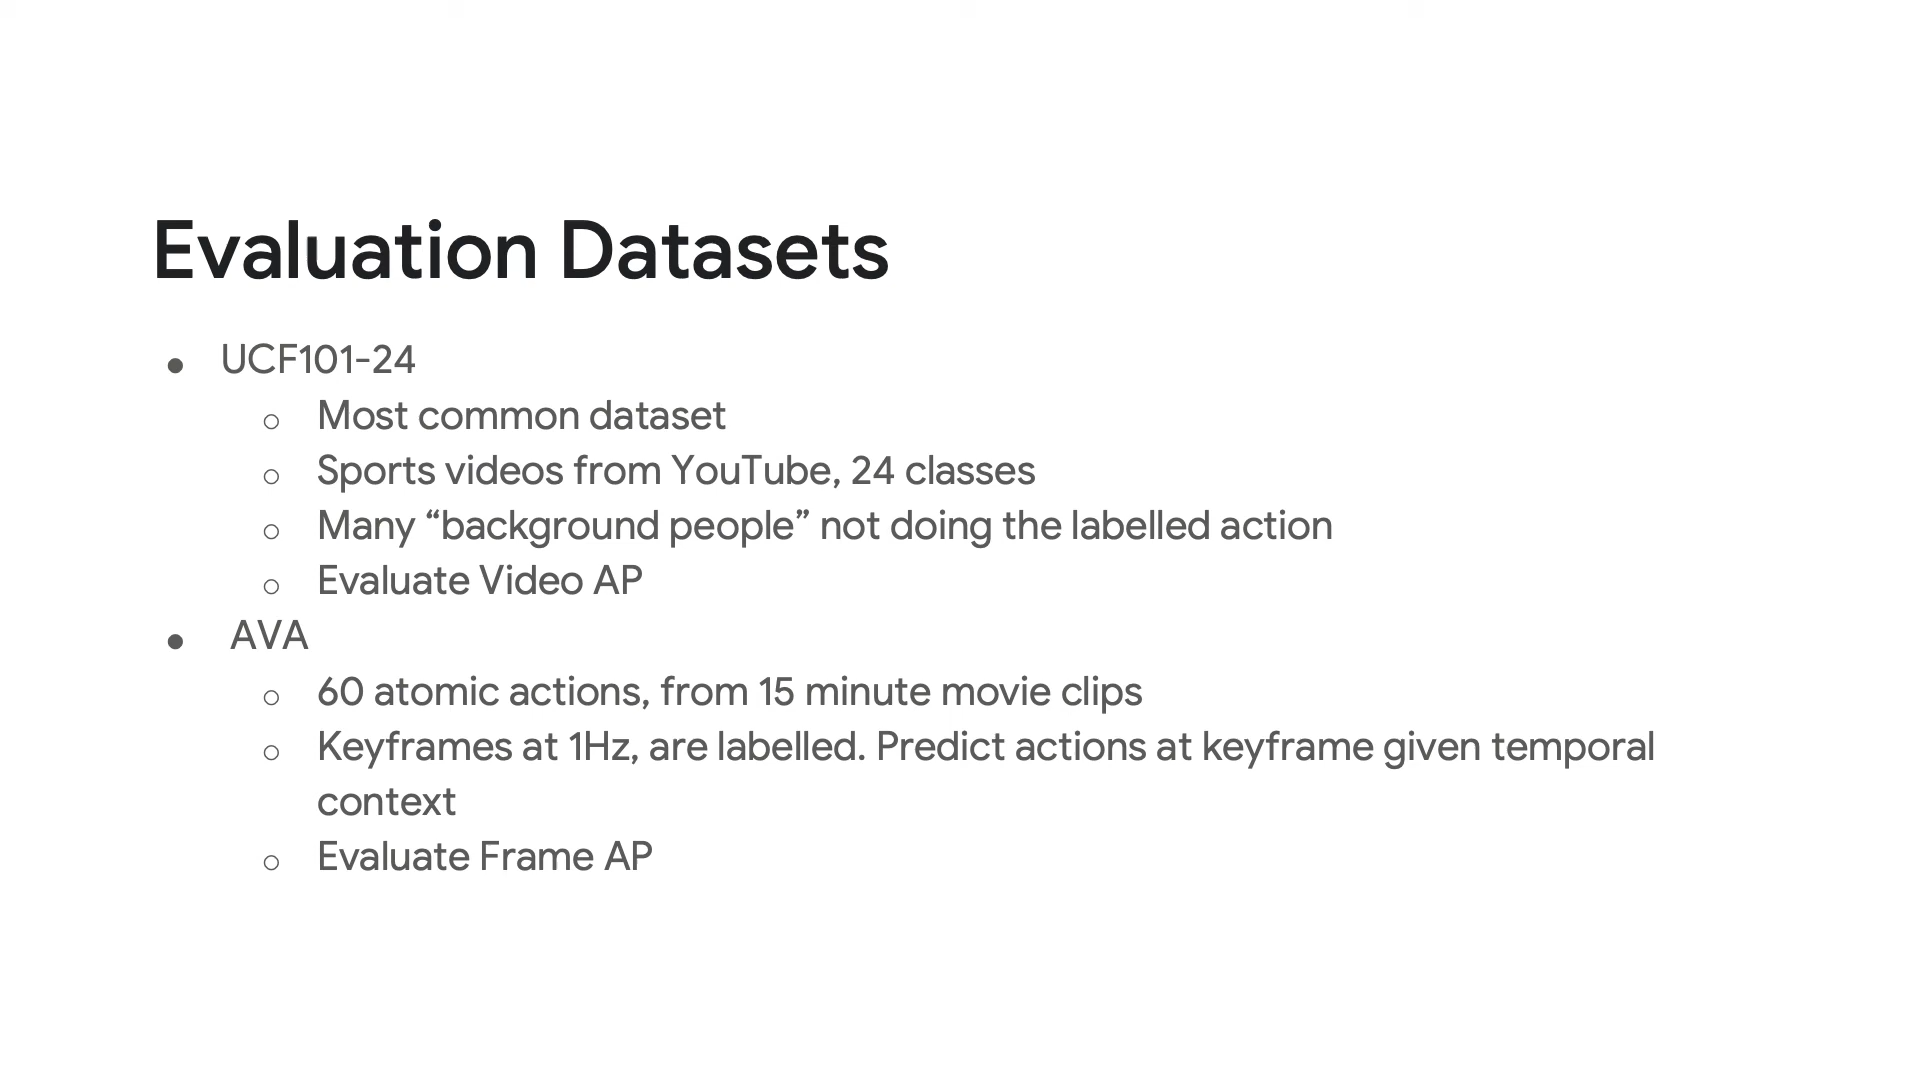 Evaluation Datasets
● UCF101-24
○ Most common dataset
○ Sports videos from YouTube, 24 classes
○ Many “background people” not doing the labelled action
○ Evaluate Video AP
● AVA
○ 60 atomic actions, from 15 minute movie clips
○ Keyframes at 1Hz, are labelled. Predict actions at keyframe given temporal
context
○ Evaluate Frame AP